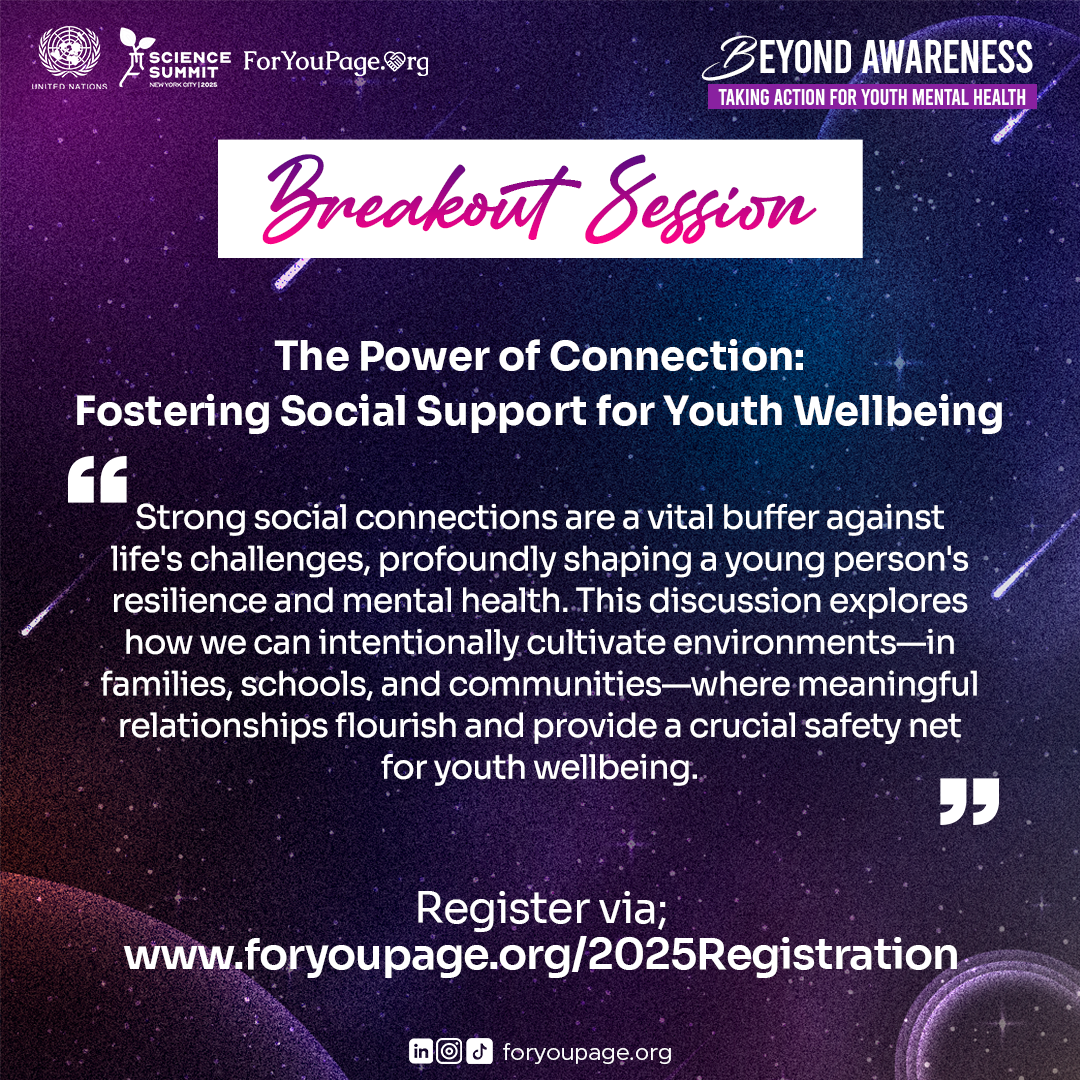 UNITED NATIONS
SCIENCE
SUMMIT
NEW YORK CITY | 2025
ForYouPage.rg
BEYOND AWARENESS
TAKING ACTION FOR YOUTH MENTAL HEALTH
Breakout Session
The Power of Connection:
Fostering Social Support for Youth Wellbeing
“
Strong social connections are a vital buffer against
life's challenges, profoundly shaping a young person's
resilience and mental health. This discussion explores
how we can intentionally cultivate environments—in
families, schools, and communities—where meaningful
relationships flourish and provide a crucial safety net
for youth wellbeing.
”
Register via;
www.foryoupage.org/2025Registration
in foryoupage.org